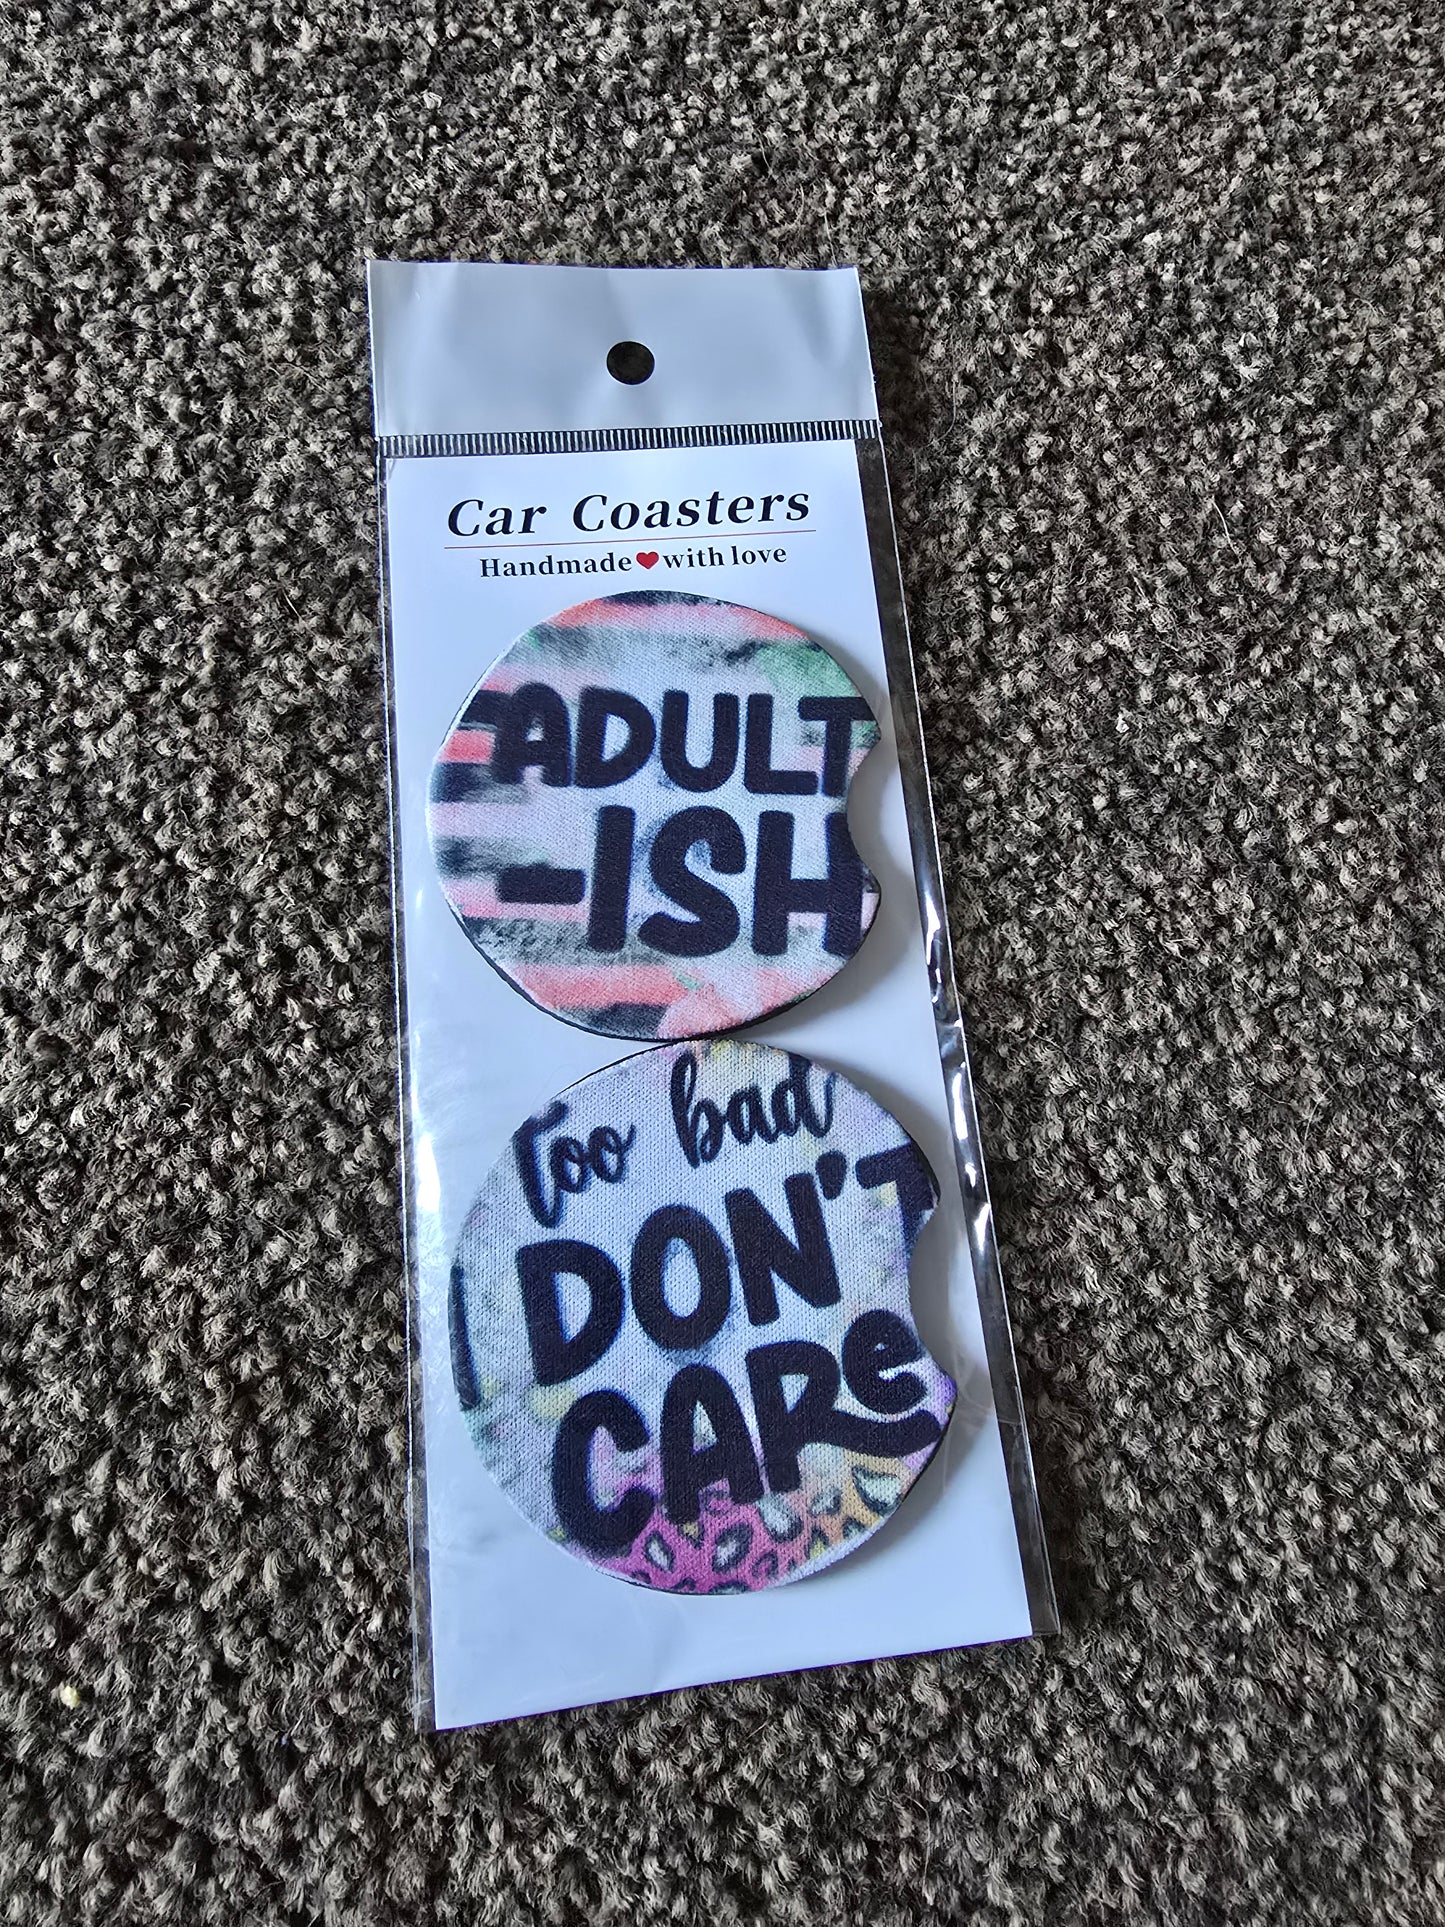 Car Coasters
Handmade❤with love
ADULT
-ISH
too bad
I DON'T
CARe